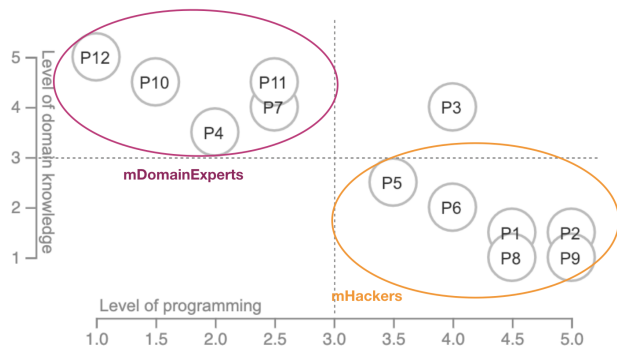 Level of domain knowledge
5
4
3
2
1
P12
P10
P11
P7
P4
P3
mDomainExperts
P5
P6
P1
P2
P8
P9
mHackers
Level of programming
1.0 1.5 2.0 2.5 3.0 3.5 4.0 4.5 5.0